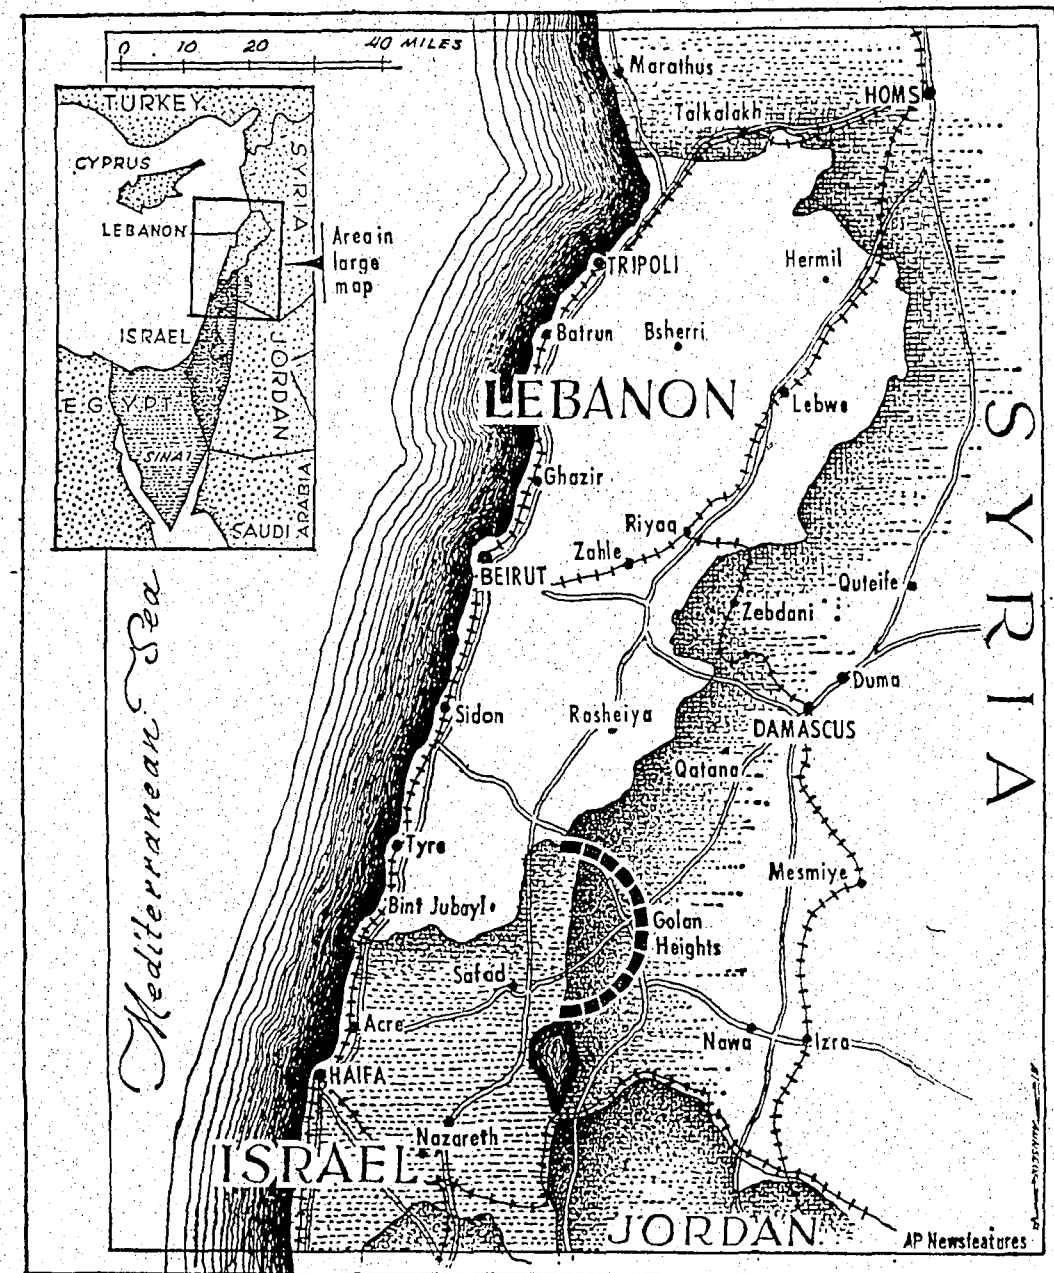 0 10 20 40 MILES
TURKEY
CYPRUS
SYRIA
LEBANON
Area in
large
map
ISRAEL
JORDAN
EGYPT
SINAI
SAUDI ARABIA
Marathus
HOMS
Talkalakh
TRIPOLI
Hermil
Batrun
Bsherri
LEBANON
Lebwe
SYRIA
Ghazir
Riyaq
Zahle
BEIRUT
Quteife
Zebdani
Mediterranean Sea
Duma
Sidon
Rasheiya
DAMASCUS
Qatana
Tyre
Mesmiye
Bint Jubayl
Golan
Heights
Safad
Acre
Nawa
Izra
HAIFA
Nazareth
ISRAEL
JORDAN
AP Newsfeatures